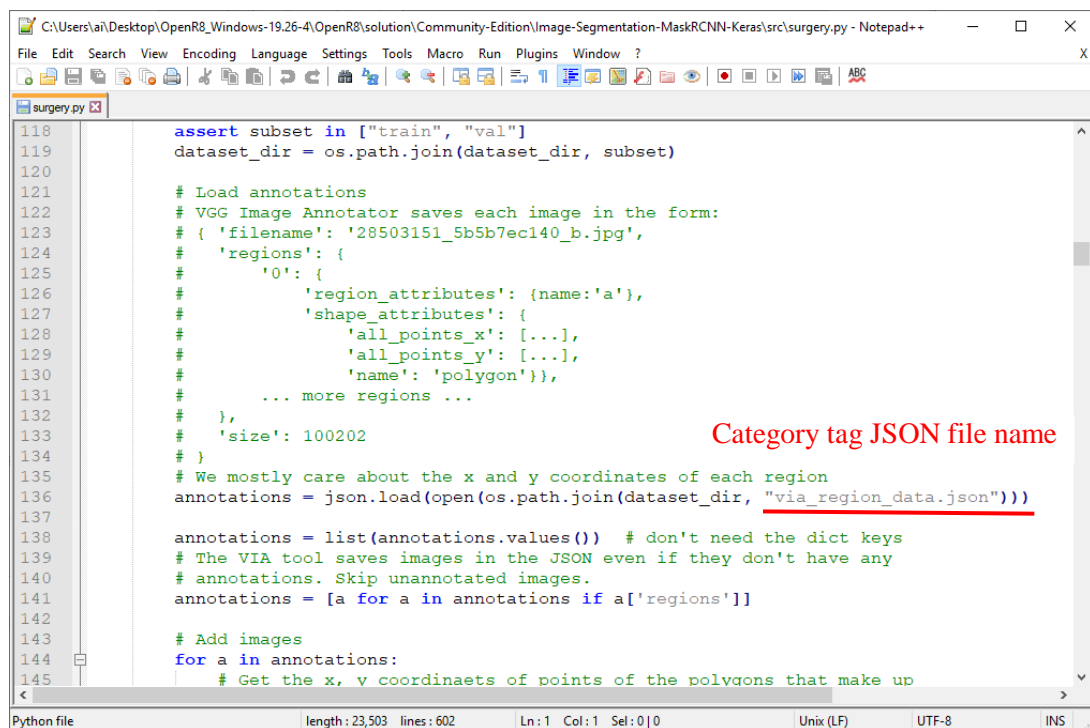 C:\Users\ai\Desktop\OpenR8_Windows-19.26-4\OpenR8\solution\Community-Edition\Image-Segmentation-MaskRCNN-Keras\src\surgery.py - Notepad++
File Edit Search View Encoding Language Settings Tools Macro Run Plugins Window ? X
ABC
surgery.py
118 assert subset in ["train", "val"]
119 dataset_dir = os.path.join(dataset_dir, subset)
120
121 # Load annotations
122 # VGG Image Annotator saves each image in the form:
123 # { 'filename': '28503151_5b5b7ec140_b.jpg',
124 #   'regions': {
125 #       '0': {
126 #           'region_attributes': {name:'a'},
127 #           'shape_attributes': {
128 #               'all_points_x': [...],
129 #               'all_points_y': [...],
130 #               'name': 'polygon'}},
131 #       ... more regions ...
132 #   },
133 #   'size': 100202
Category tag JSON file name
134 # }
135 # We mostly care about the x and y coordinates of each region
136 annotations = json.load(open(os.path.join(dataset_dir, "via_region_data.json")))
137
138 annotations = list(annotations.values())  # don't need the dict keys
139 # The VIA tool saves images in the JSON even if they don't have any
140 # annotations. Skip unannotated images.
141 annotations = [a for a in annotations if a['regions']]
142
143 # Add images
144 for a in annotations:
145     # Get the x, y coordinaets of points of the polygons that make up
Python file length : 23,503 lines : 602 Ln : 1 Col : 1 Sel : 0 | 0 Unix (LF) UTF-8 INS